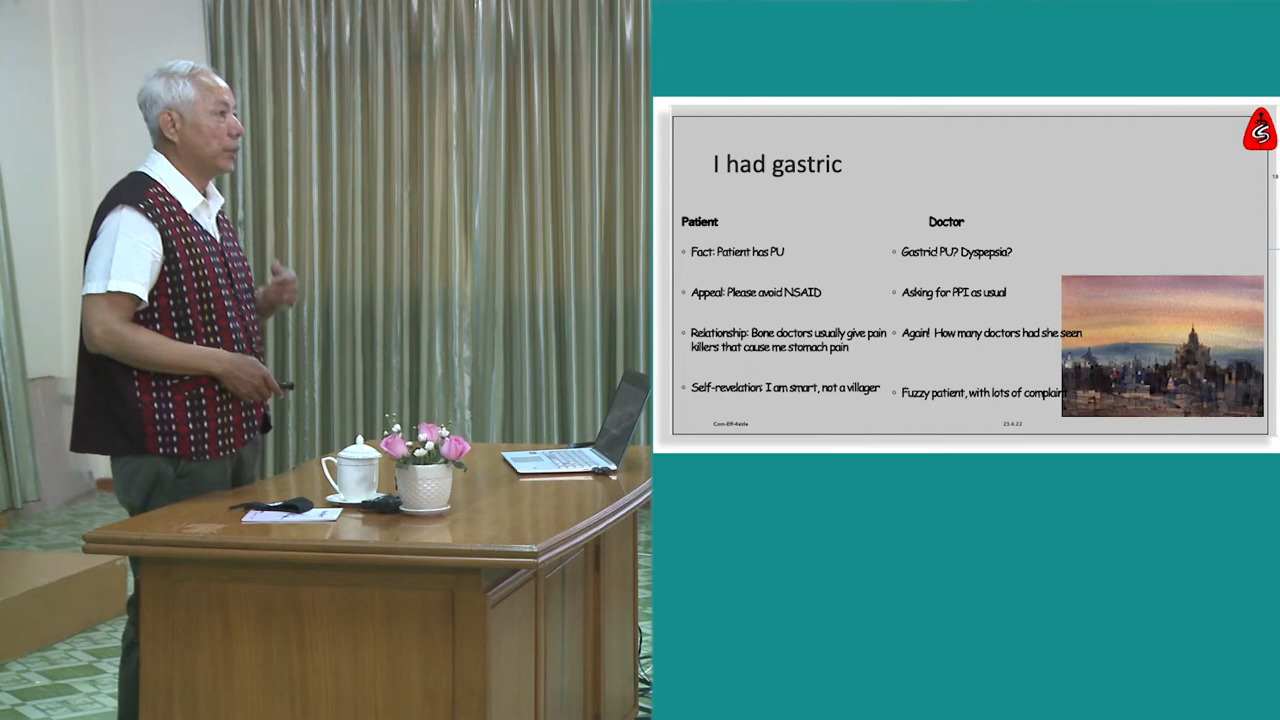 I had gastric
Patient
Fact: Patient has PU
Appeal: Please avoid NSAID
Relationship: Bone doctors usually give pain
killers that cause me stomach pain
Self-revelation: I am smart, not a villager
Doctor
Gastric! PU? Dyspepsia?
Asking for PPI as usual
Again! How many doctors had she seen
Fuzzy patient, with lots of complaint
Com-Eff-4side
23.4.22
18